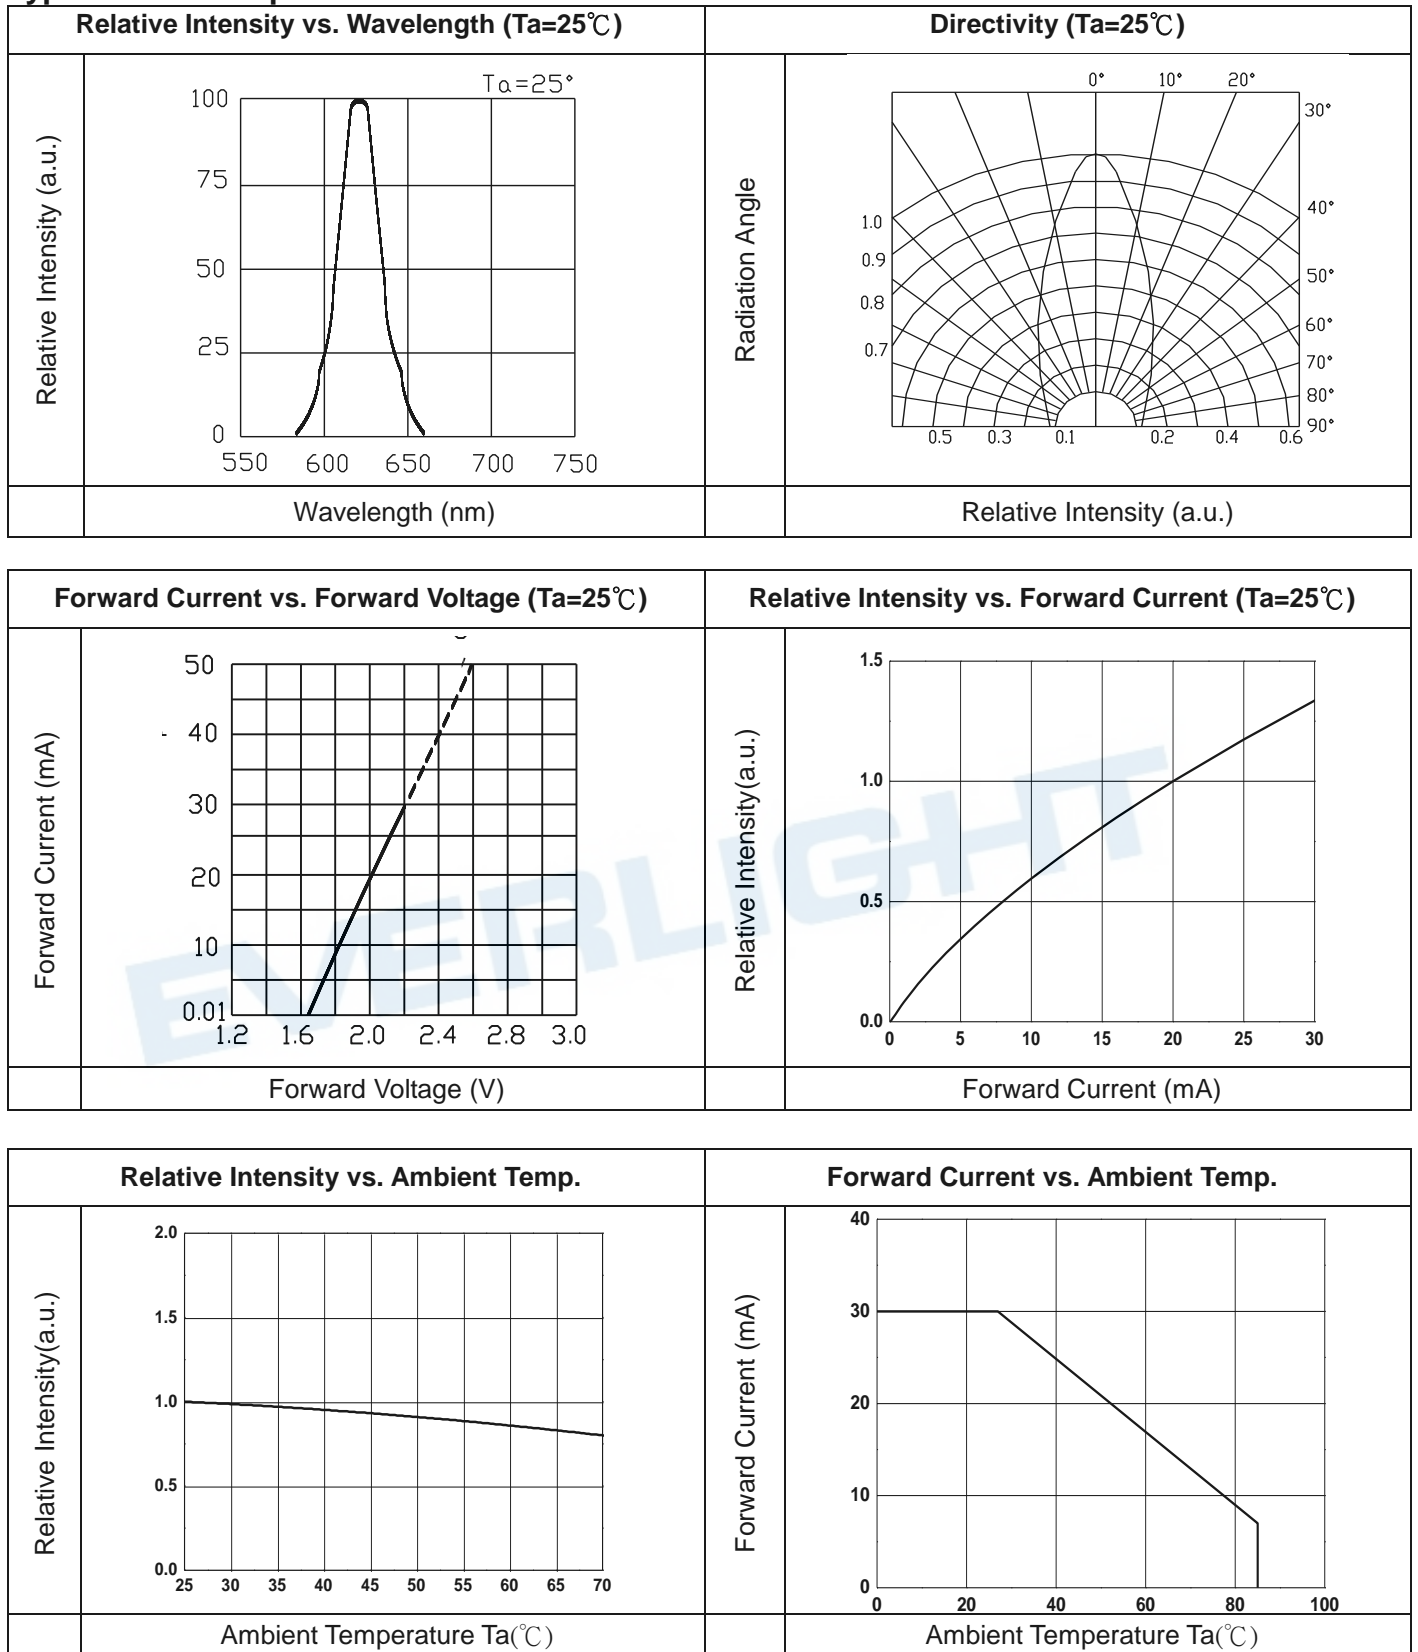 Relative Intensity vs. Wavelength (Ta=25℃)
Directivity (Ta=25℃)
Relative Intensity (a.u.)
Ta=25°
100
75
50
25
0
550 600 650 700 750
Wavelength (nm)
Radiation Angle
0° 10° 20°
30°
40°
50°
60°
70°
80°
90°
1.0
0.9
0.8
0.7
0.5 0.3 0.1 0.2 0.4 0.6
Relative Intensity (a.u.)
Forward Current vs. Forward Voltage (Ta=25℃)
Relative Intensity vs. Forward Current (Ta=25℃)
Forward Current (mA)
50
- 40
30
20
10
0.01
1.2 1.6 2.0 2.4 2.8 3.0
Forward Voltage (V)
Relative Intensity(a.u.)
1.5
1.0
0.5
0.0
0 5 10 15 20 25 30
Forward Current (mA)
EVERLIGHT
Relative Intensity vs. Ambient Temp.
Forward Current vs. Ambient Temp.
Relative Intensity(a.u.)
2.0
1.5
1.0
0.5
0.0
25 30 35 40 45 50 55 60 65 70
Ambient Temperature Ta(℃)
Forward Current (mA)
40
30
20
10
0
0 20 40 60 80 100
Ambient Temperature Ta(℃)